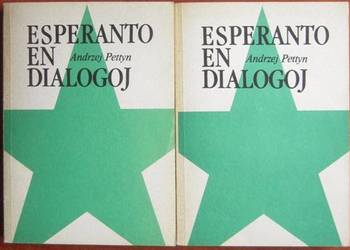 ESPERANTO
EN Andrzej Pettyn
DIALOGOJ
ESPERANTO
EN Andrzej Pettyn
DIALOGOJ